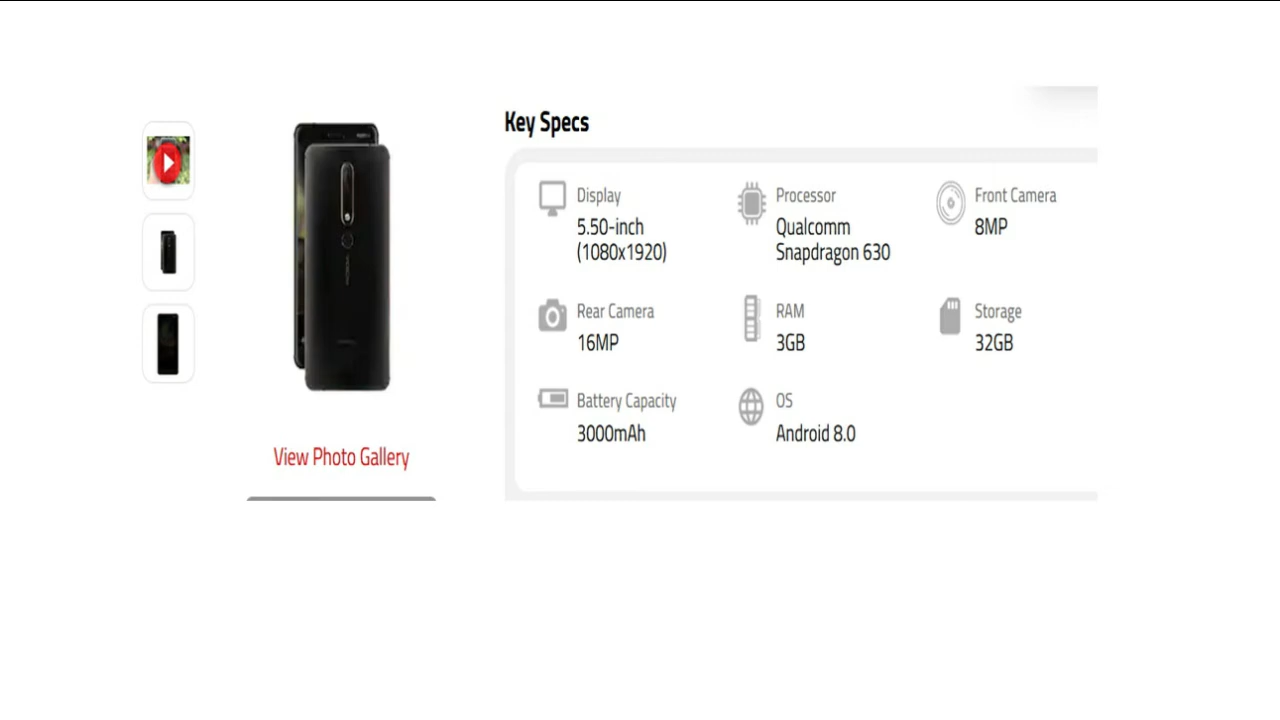 Key Specs
Display
5.50-inch
(1080x1920)
Processor
Qualcomm
Snapdragon 630
Front Camera
8MP
Rear Camera
16MP
RAM
3GB
Storage
32GB
Battery Capacity
3000mAh
OS
Android 8.0
View Photo Gallery